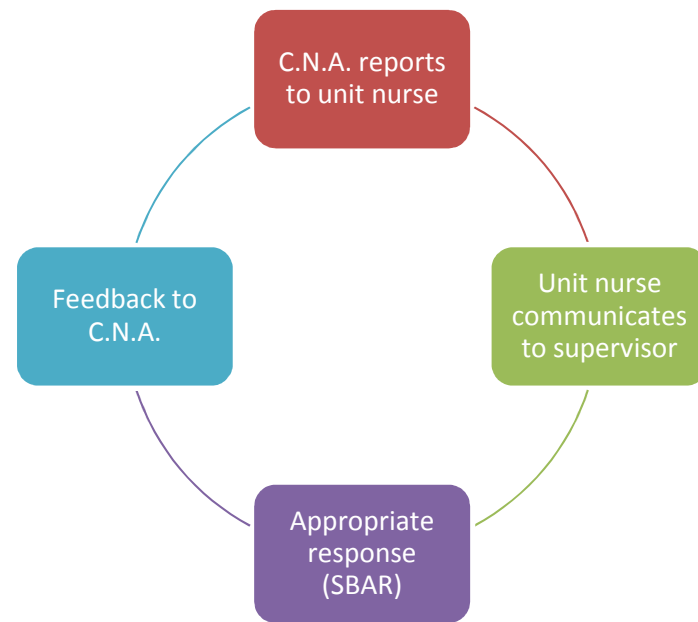 C.N.A. reports
to unit nurse
Unit nurse
communicates
to supervisor
Appropriate
response
(SBAR)
Feedback to
C.N.A.